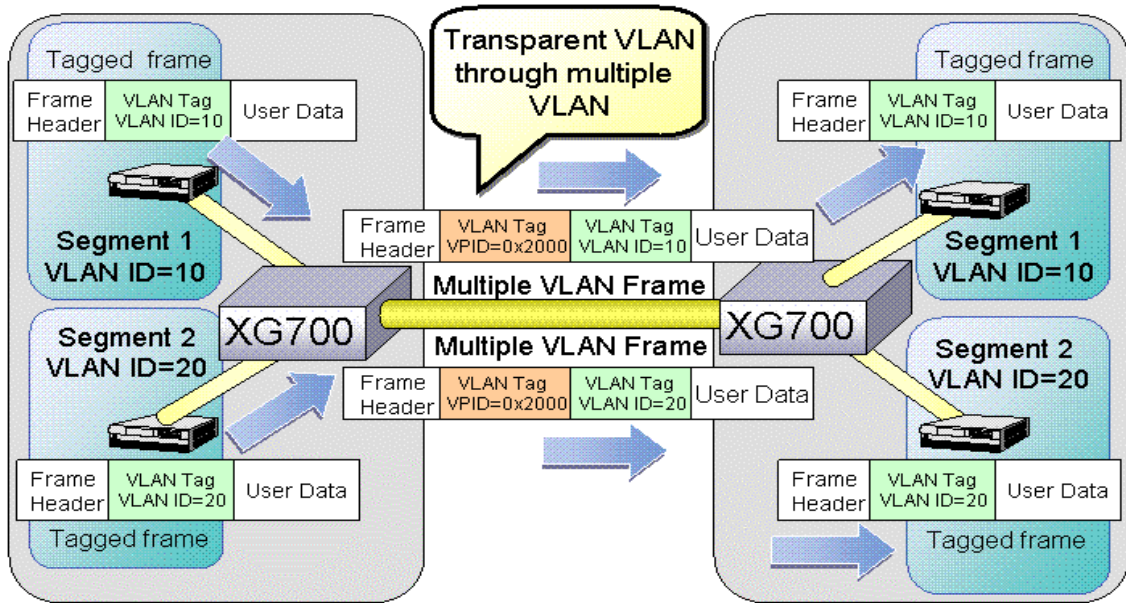 Transparent VLAN
through multiple
VLAN
Tagged frame
Frame
Header
VLAN Tag
VLAN ID=10
User Data
Segment 1
VLAN ID=10
Segment 2
VLAN ID=20
Frame
Header
VLAN Tag
VLAN ID=20
User Data
Tagged frame
XG700
Frame
Header
VLAN Tag
VPID=0x2000
VLAN Tag
VLAN ID=10
User Data
Multiple VLAN Frame
Multiple VLAN Frame
Frame
Header
VLAN Tag
VPID=0x2000
VLAN Tag
VLAN ID=20
User Data
XG700
Tagged frame
Frame
Header
VLAN Tag
VLAN ID=10
User Data
Segment 1
VLAN ID=10
Segment 2
VLAN ID=20
Frame
Header
VLAN Tag
VLAN ID=20
User Data
Tagged frame